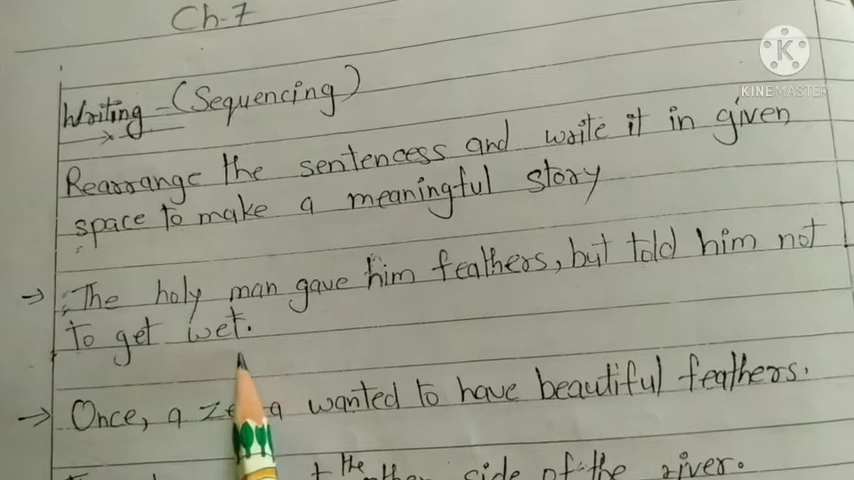 Ch-7
Writing - (Sequencing)
Rearrange the sentencess and write it in given
space to make a meaningful story
→ The holy man gave him feathers, but told him not
to get wet.
→ Once, a wanted to have beautiful feathers.
the side of the river.
KINEMASTER